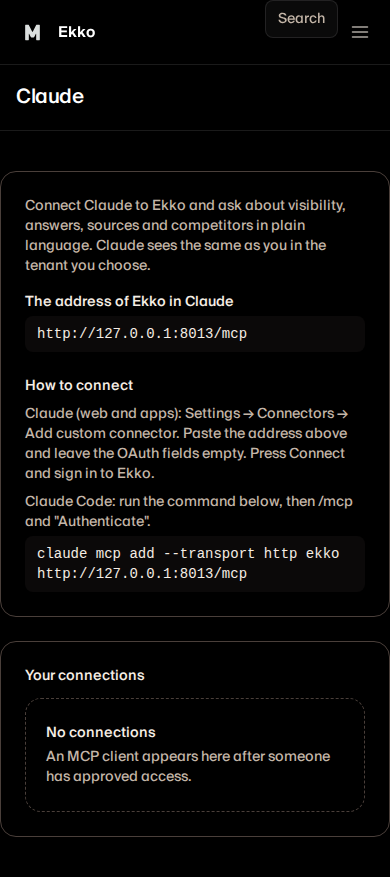 Ekko
Search
Claude
Connect Claude to Ekko and ask about visibility,
answers, sources and competitors in plain
language. Claude sees the same as you in the
tenant you choose.
The address of Ekko in Claude
http://127.0.0.1:8013/mcp
How to connect
Claude (web and apps): Settings → Connectors →
Add custom connector. Paste the address above
and leave the OAuth fields empty. Press Connect
and sign in to Ekko.
Claude Code: run the command below, then /mcp
and "Authenticate".
claude mcp add --transport http ekko
http://127.0.0.1:8013/mcp
Your connections
No connections
An MCP client appears here after someone
has approved access.